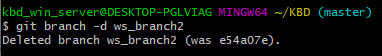 kbd_win_server@DESKTOP-PGLVIAG MINGW64 ~/KBD (master)
$ git branch -d ws_branch2
Deleted branch ws_branch2 (was e54a07e).